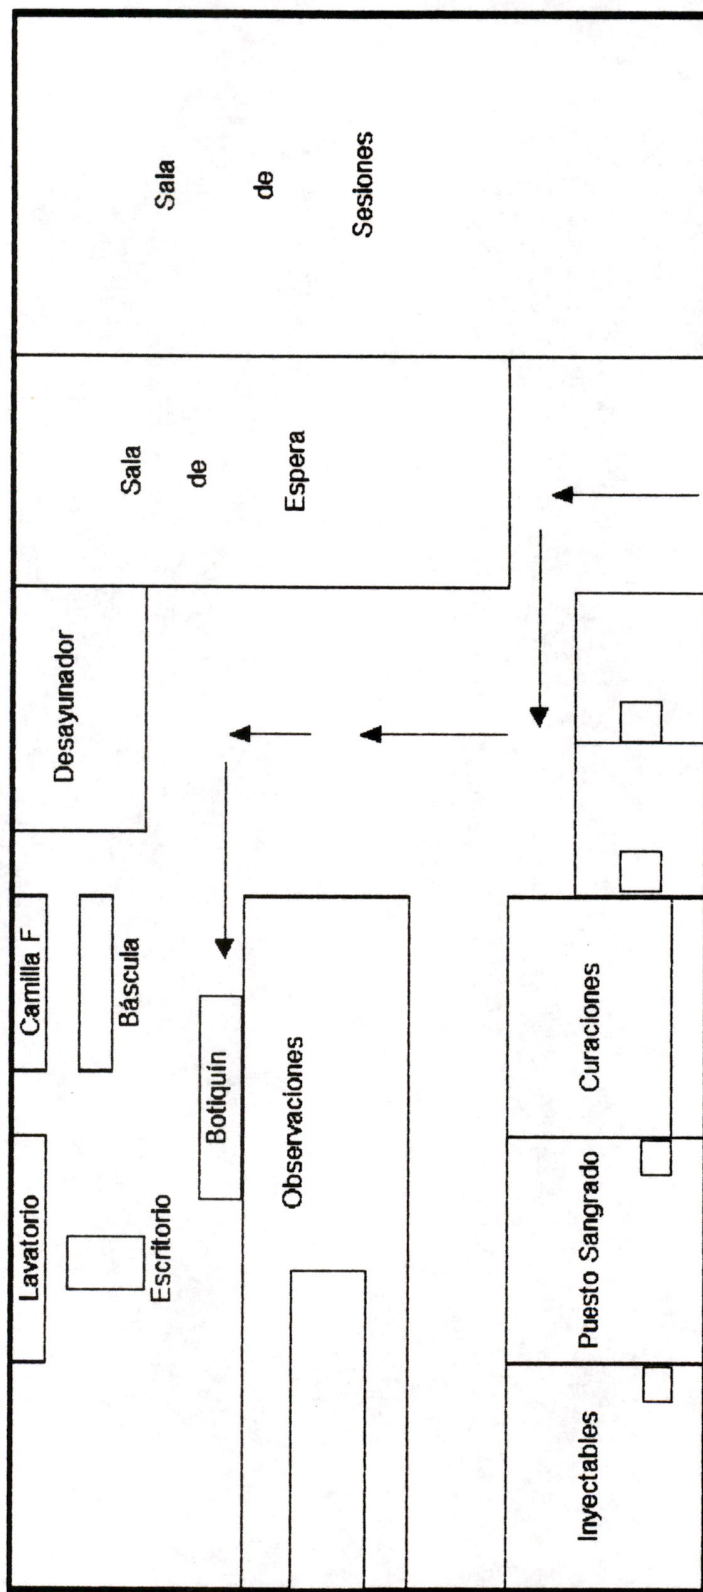 Lavatorio
Camilla F
Báscula
Escritorio
Botiquín
Desayunador
Sala
de
Espera
Sala
de
Sesiones
Observaciones
Inyectables
Puesto Sangrado
Curaciones